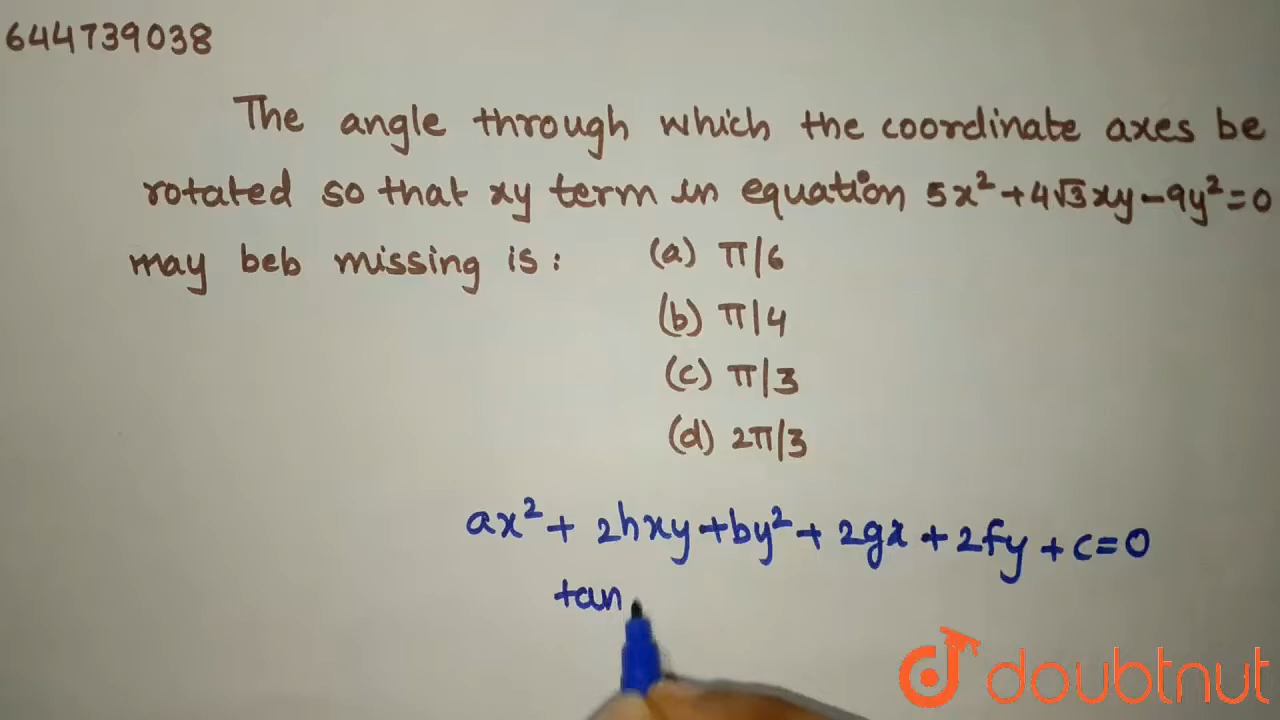 644739038
The angle through which the coordinate axes be
rotated so that xy term in equation 5x²+4√3xy-9y²=0
may beb missing is: (a) π/6
(b) π/4
(c) π/3
(d) 2π/3
ax²+ 2hxy+by²+2gx+2fy+c=0
tan
doubtnut